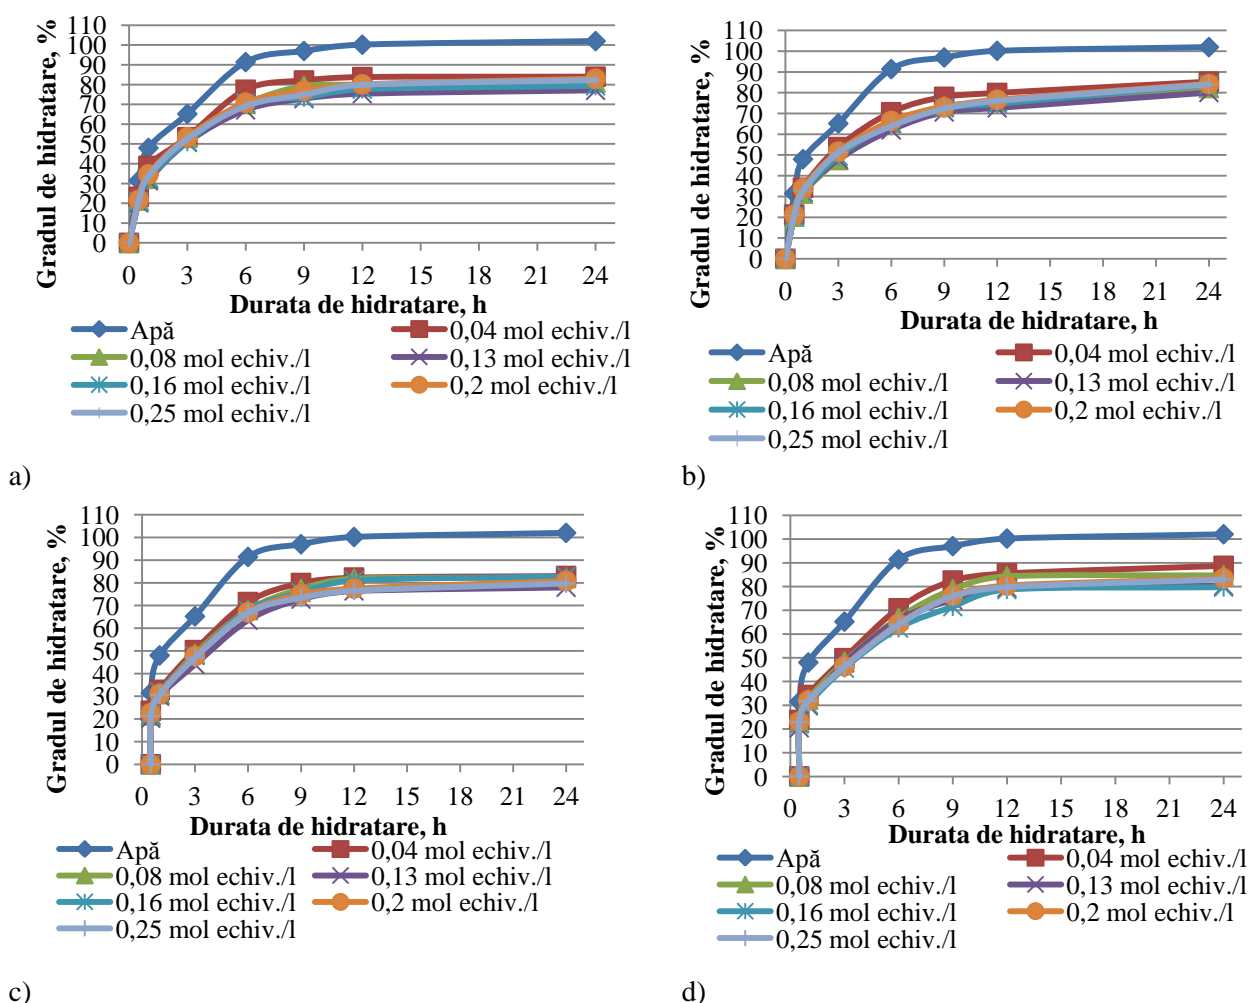 Gradul de hidratare, %
110
100
90
80
70
60
50
40
30
20
10
0
0 3 6 9 12 15 18 21 24
Durata de hidratare, h
Apă 0,04 mol echiv./l
0,08 mol echiv./l 0,13 mol echiv./l
0,16 mol echiv./l 0,2 mol echiv./l
0,25 mol echiv./l
a)
Gradul de hidratare, %
110
100
90
80
70
60
50
40
30
20
10
0
0 3 6 9 12 15 18 21 24
Durata de hidratare, h
Apă 0,04 mol echiv./l
0,08 mol echiv./l 0,13 mol echiv./l
0,16 mol echiv./l 0,2 mol echiv./l
0,25 mol echiv./l
b)
Gradul de hidratare, %
110
100
90
80
70
60
50
40
30
20
10
0
0 3 6 9 12 15 18 21 24
Durata de hidratare, h
Apă 0,04 mol echiv./l
0,08 mol echiv./l 0,13 mol echiv./l
0,16 mol echiv./l 0,2 mol echiv./l
0,25 mol echiv./l
c)
Gradul de hidratare, %
110
100
90
80
70
60
50
40
30
20
10
0
0 3 6 9 12 15 18 21 24
Durata de hidratare, h
Apă 0,04 mol echiv./l
0,08 mol echiv./l 0,13 mol echiv./l
0,16 mol echiv./l 0,2 mol echiv./l
0,25 mol echiv./l
d)